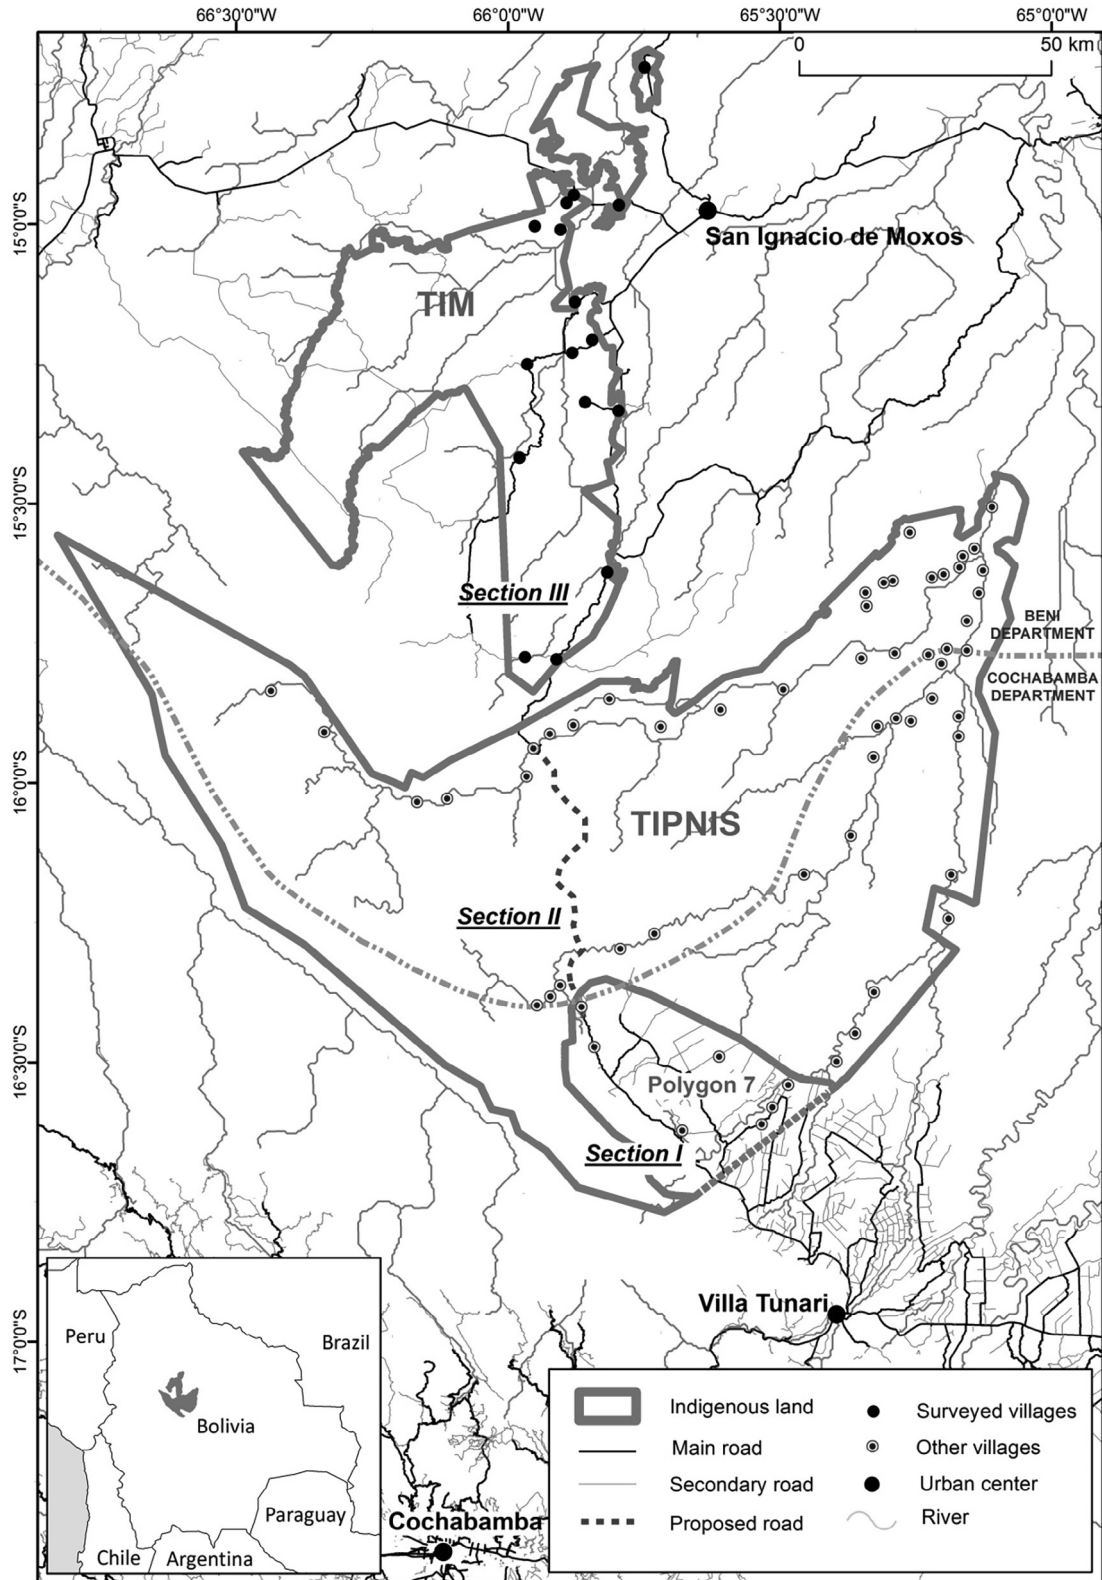 66°30'0"W 66°0'0"W 65°30'0"W 65°0'0"W
0 50 km
15°0'0"S
San Ignacio de Moxos
TIM
15°30'0"S
Section III
BENI
DEPARTMENT
COCHABAMBA
DEPARTMENT
16°0'0"S
TIPNIS
Section II
16°30'0"S
Polygon 7
Section I
Villa Tunari
17°0'0"S
Peru
Brazil
Bolivia
Paraguay
Chile
Argentina
Cochabamba
Indigenous land
Main road
Secondary road
Proposed road
Surveyed villages
Other villages
Urban center
River